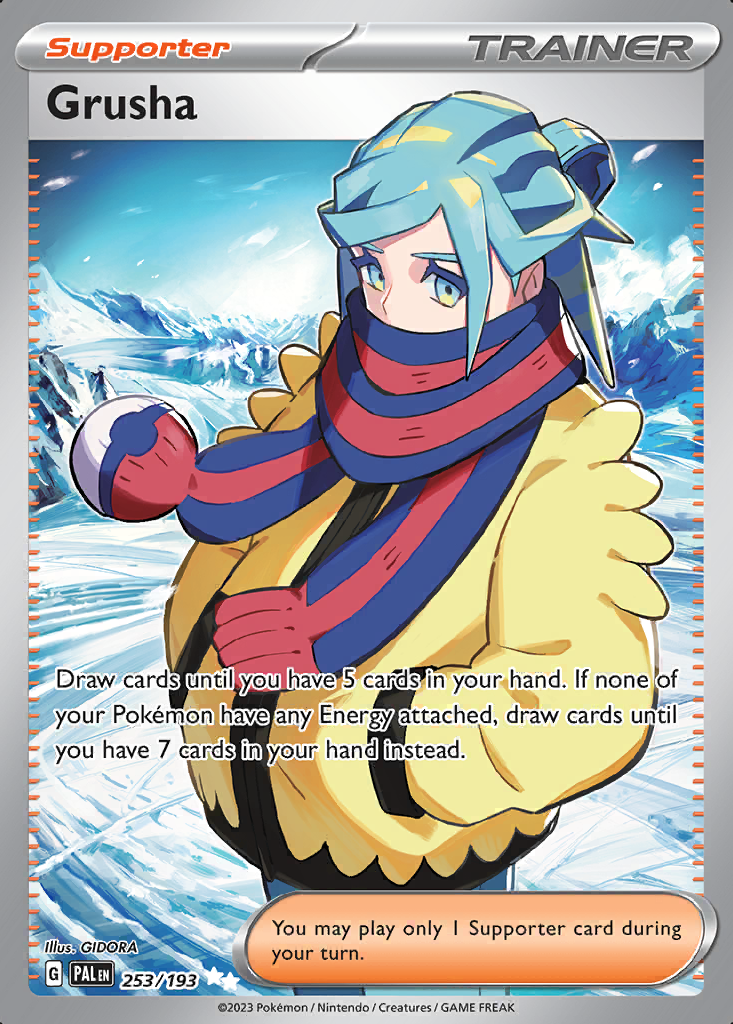 Supporter TRAINER
Grusha
Draw cards until you have 5 cards in your hand. If none of
your Pokémon have any Energy attached, draw cards until
you have 7 cards in your hand instead.
You may play only 1 Supporter card during
your turn.
Illus. GIDORA
G PAL EN 253/193
©2023 Pokémon / Nintendo / Creatures / GAME FREAK